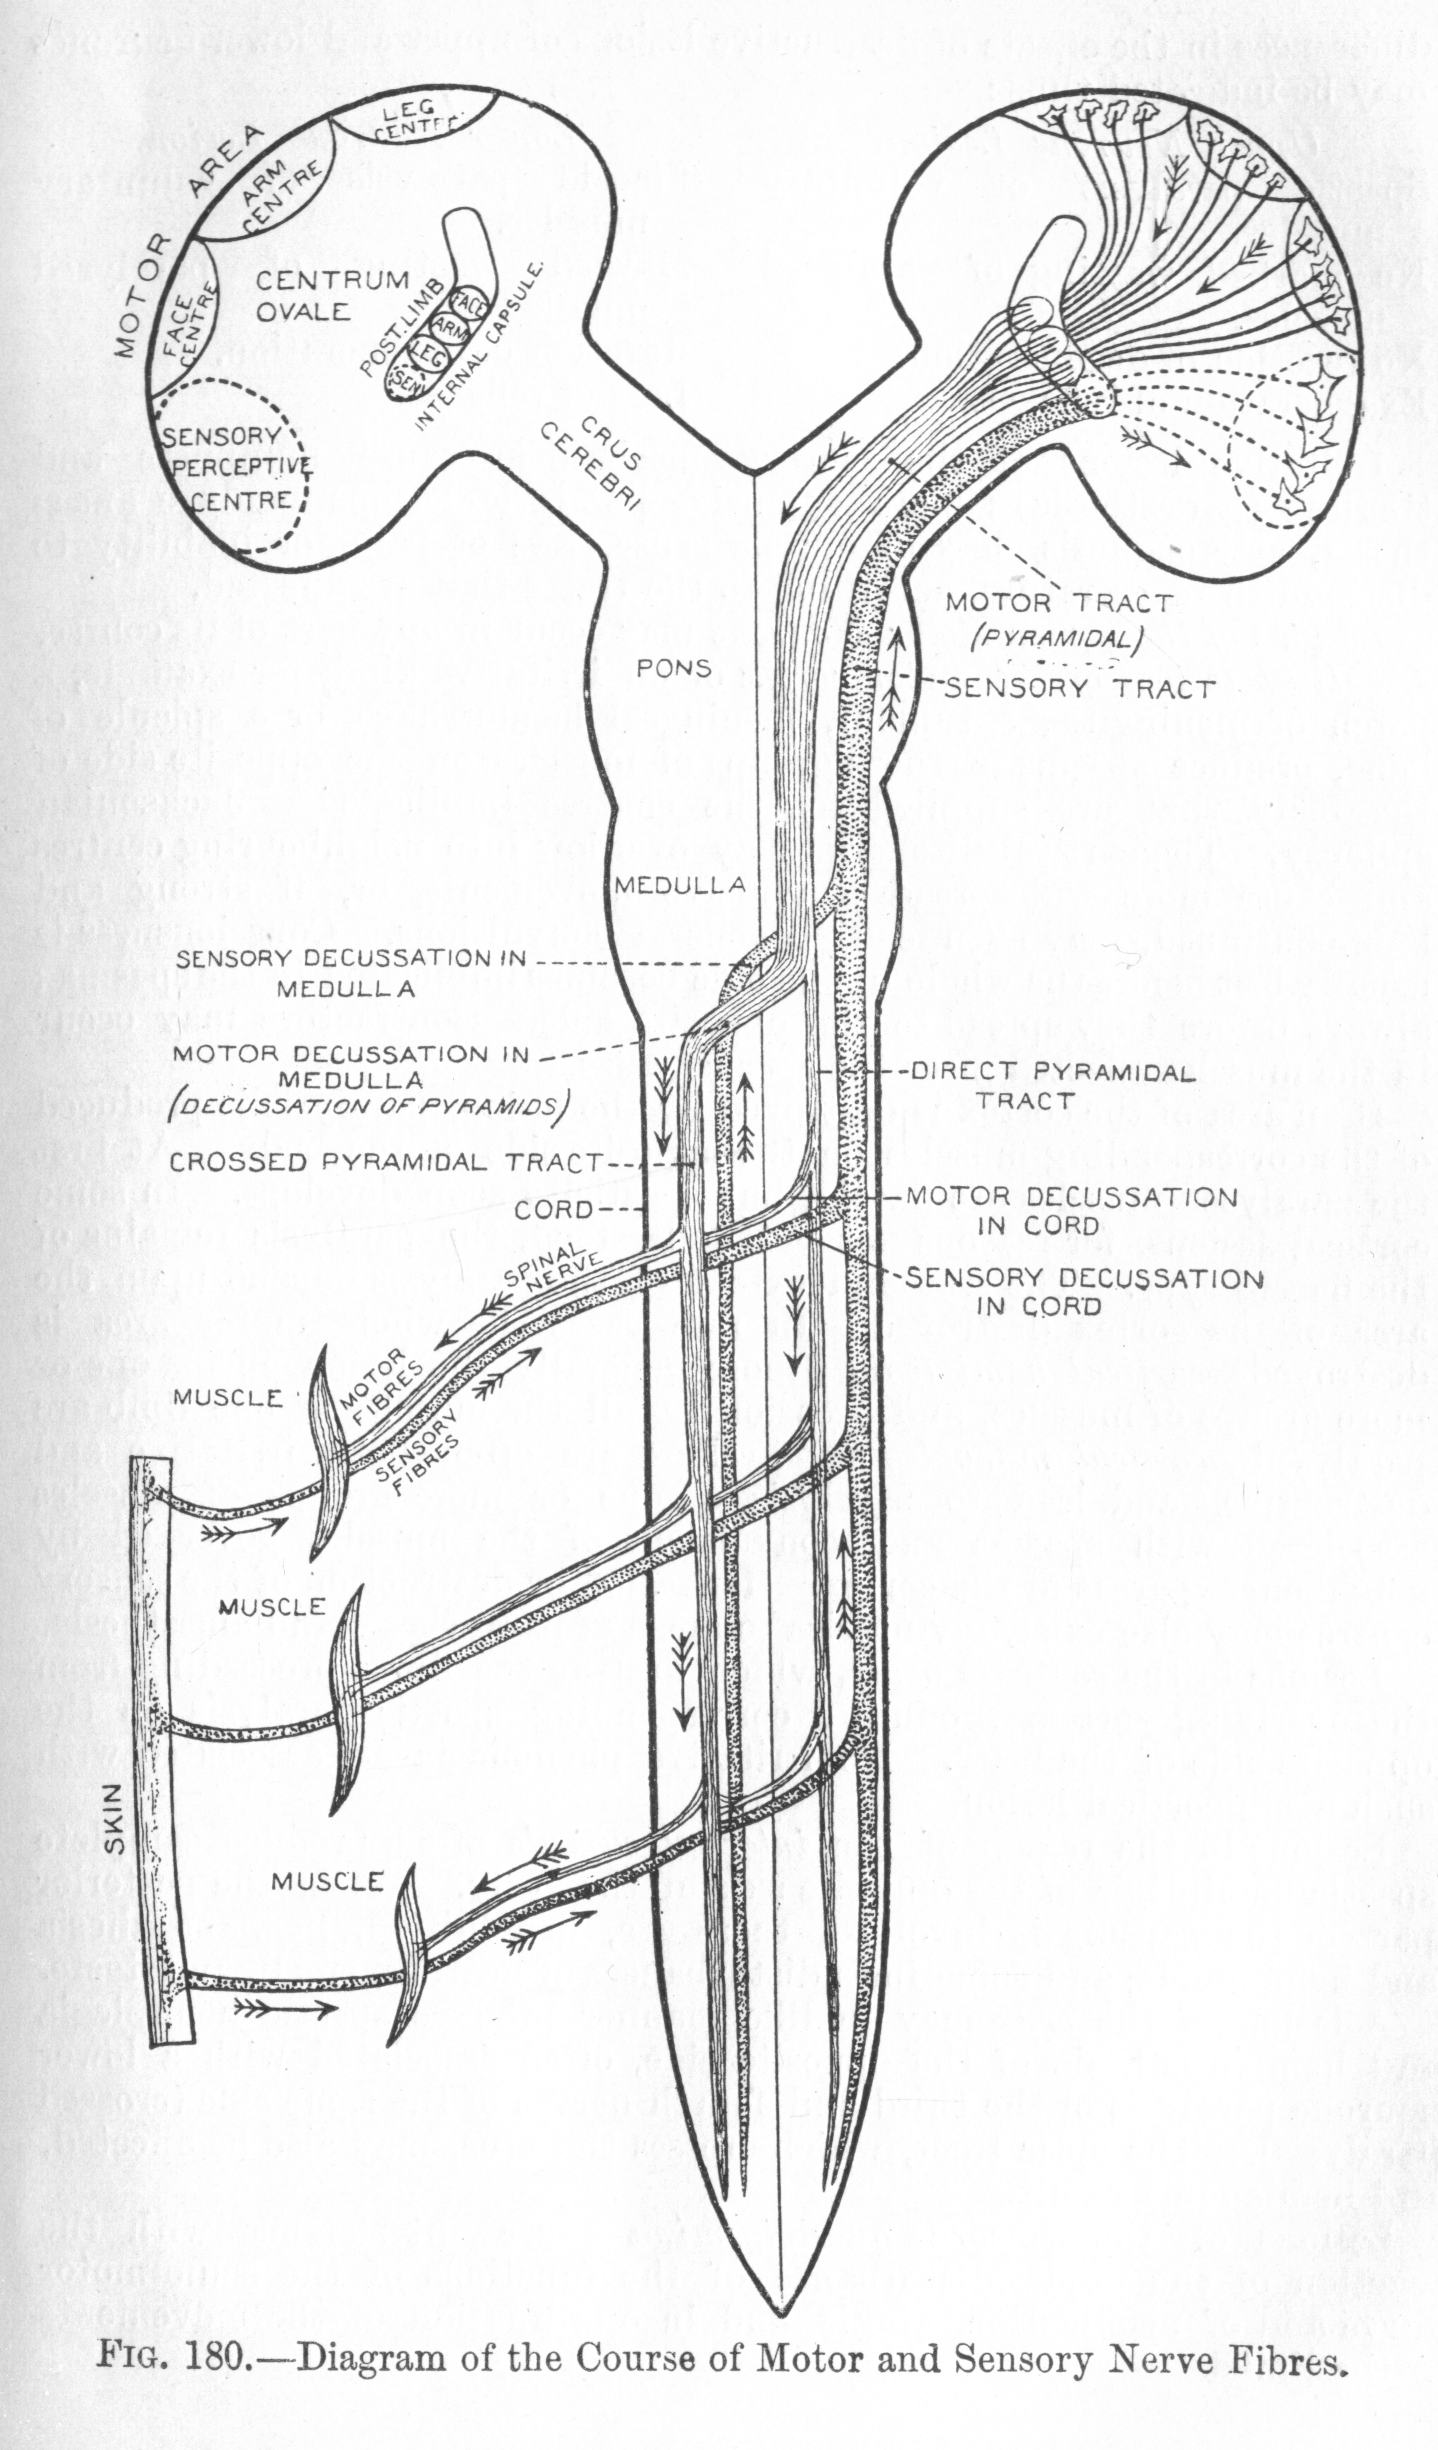 LEG
CENTRE
MOTOR AREA
ARM
CENTRE
FACE
CENTRE
CENTRUM
OVALE
POST. LIMB
FACE
ARM
LEG
SEN
INTERNAL CAPSULE.
SENSORY
PERCEPTIVE
CENTRE
CRUS
CEREBRI
MOTOR TRACT
(PYRAMIDAL)
SENSORY TRACT
PONS
MEDULLA
SENSORY DECUSSATION IN
MEDULLA
MOTOR DECUSSATION IN
MEDULLA
(DECUSSATION OF PYRAMIDS)
DIRECT PYRAMIDAL
TRACT
CROSSED PYRAMIDAL TRACT
CORD
MOTOR DECUSSATION
IN CORD
SPINAL
NERVE
SENSORY DECUSSATION
IN CORD
MUSCLE
MOTOR
FIBRES
SENSORY
FIBRES
MUSCLE
SKIN
MUSCLE
FIG. 180.—Diagram of the Course of Motor and Sensory Nerve Fibres.